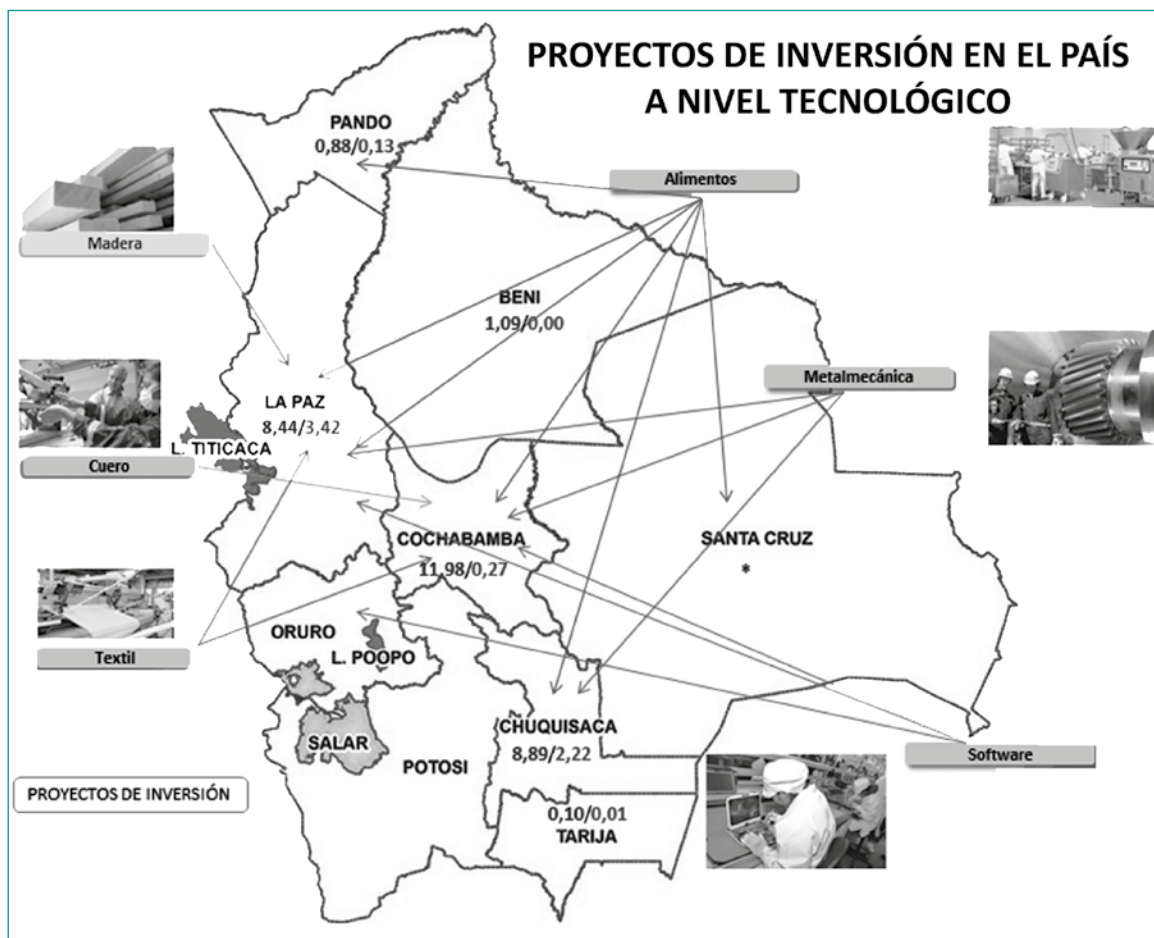 PROYECTOS DE INVERSIÓN EN EL PAÍS
A NIVEL TECNOLÓGICO
PANDO
0,88/0,13
Alimentos
Madera
BENI
1,09/0,00
Metalmecánica
LA PAZ
8,44/3,42
L. TITICACA
Cuero
COCHABAMBA
11,98/0,27
SANTA CRUZ
*
ORURO
L. POOPO
Textil
CHUQUISACA
8,89/2,22
SALAR
POTOSI
Software
PROYECTOS DE INVERSIÓN
0,10/0,01
TARIJA